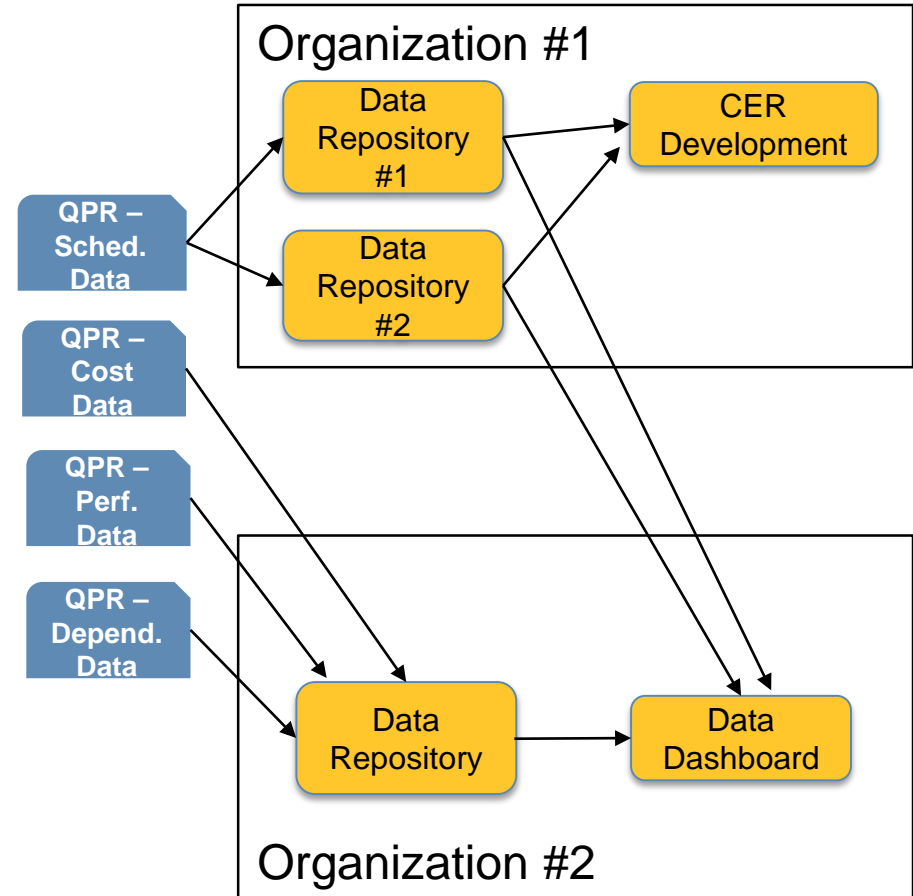 Organization #1
Data
Repository
#1
CER
Development
QPR –
Sched.
Data
Data
Repository
#2
QPR –
Cost
Data
QPR –
Perf.
Data
QPR –
Depend.
Data
Data
Repository
Data
Dashboard
Organization #2